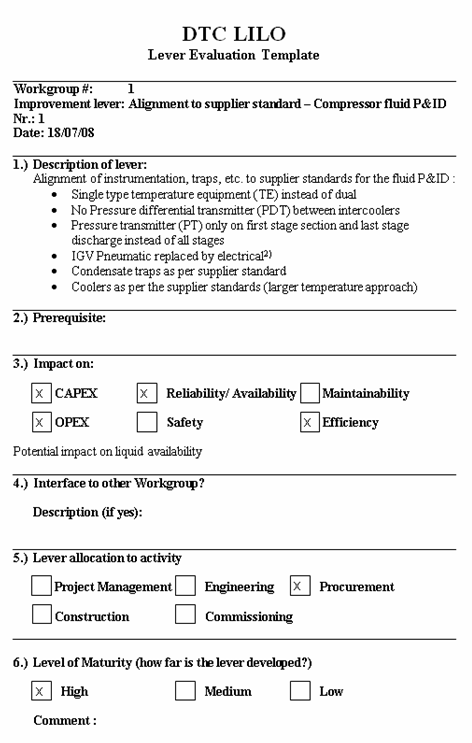 DTC LILO
Lever Evaluation Template
Workgroup #: 1
Improvement lever: Alignment to supplier standard – Compressor fluid P&ID
Nr.: 1
Date: 18/07/08
1.) Description of lever:
Alignment of instrumentation, traps, etc. to supplier standards for the fluid P&ID :
• Single type temperature equipment (TE) instead of dual
• No Pressure differential transmitter (PDT) between intercoolers
• Pressure transmitter (PT) only on first stage section and last stage
discharge instead of all stages
• IGV Pneumatic replaced by electrical2)
• Condensate traps as per supplier standard
• Coolers as per the supplier standards (larger temperature approach)
2.) Prerequisite:
3.) Impact on:
X CAPEX X Reliability/ Availability Maintainability
X OPEX Safety X Efficiency
Potential impact on liquid availability
4.) Interface to other Workgroup?
Description (if yes):
5.) Lever allocation to activity
Project Management Engineering X Procurement
Construction Commissioning
6.) Level of Maturity (how far is the lever developed?)
X High Medium Low
Comment :